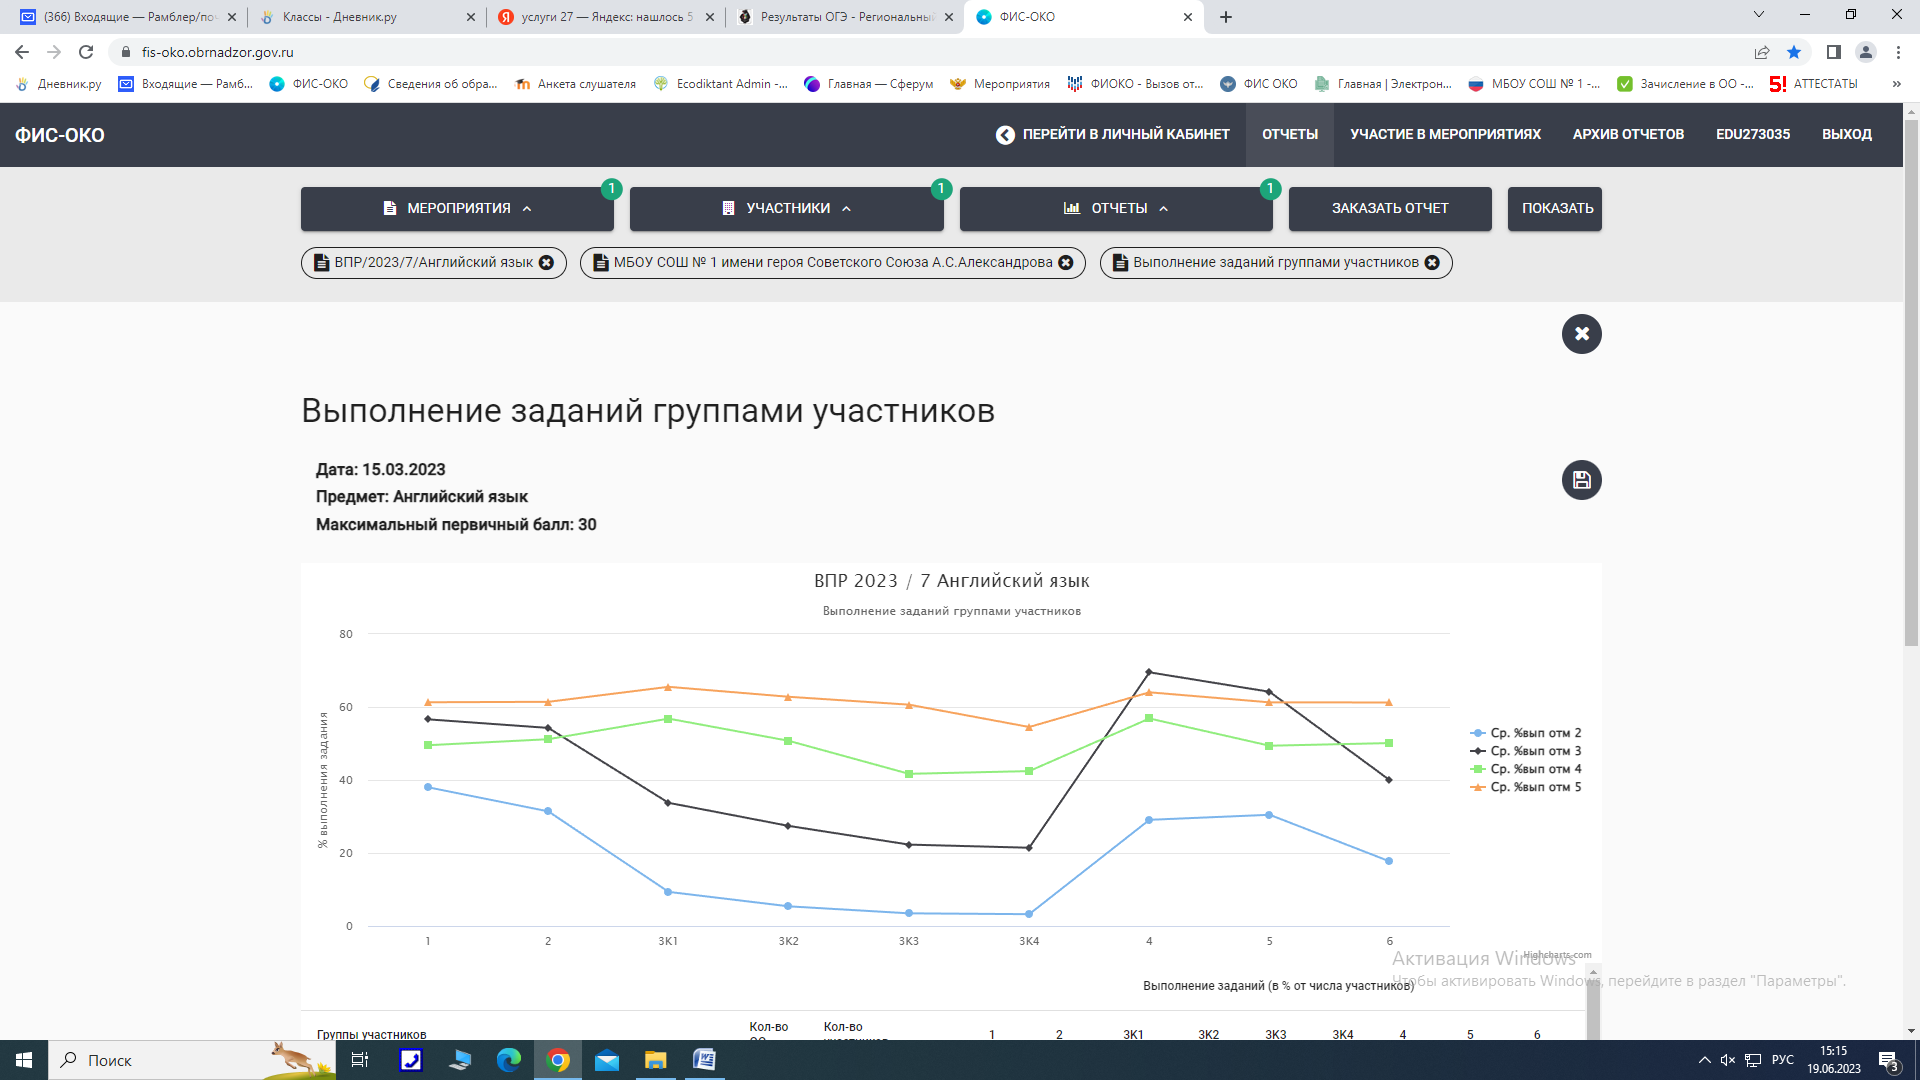 (366) Входящие — Рамблер/поч
Классы - Дневник.ру
услуги 27 — Яндекс: нашлось 5
Результаты ОГЭ - Региональный
ФИС-ОКО
fis-oko.obrnadzor.gov.ru
Дневник.ру
Входящие — Рамб...
ФИС-ОКО
Сведения об обра...
Анкета слушателя
Ecodiktant Admin -...
Главная — Сферум
Мероприятия
ФИОКО - Вызов от...
ФИС ОКО
Главная | Электрон...
МБОУ СОШ № 1 -...
Зачисление в ОО -...
5! АТТЕСТАТЫ
ФИС-ОКО
ПЕРЕЙТИ В ЛИЧНЫЙ КАБИНЕТ
ОТЧЕТЫ
УЧАСТИЕ В МЕРОПРИЯТИЯХ
АРХИВ ОТЧЕТОВ
EDU273035
ВЫХОД
МЕРОПРИЯТИЯ 1
УЧАСТНИКИ 1
ОТЧЕТЫ 1
ЗАКАЗАТЬ ОТЧЕТ
ПОКАЗАТЬ
ВПР/2023/7/Английский язык
МБОУ СОШ № 1 имени героя Советского Союза А.С.Александрова
Выполнение заданий группами участников
Выполнение заданий группами участников
Дата: 15.03.2023
Предмет: Английский язык
Максимальный первичный балл: 30
ВПР 2023 / 7 Английский язык
Выполнение заданий группами участников
% выполнения задания
80
60
40
20
0
1 2 3К1 3К2 3К3 3К4 4 5 6
Ср. %вып отм 2
Ср. %вып отм 3
Ср. %вып отм 4
Ср. %вып отм 5
Highcharts.com
Активация Windows
Чтобы активировать Windows, перейдите в раздел "Параметры".
Выполнение заданий (в % от числа участников)
Группы участников
Кол-во ОО
Кол-во участников
1 2 3К1 3К2 3К3 3К4 4 5 6
Поиск
РУС
15:15
19.06.2023
3